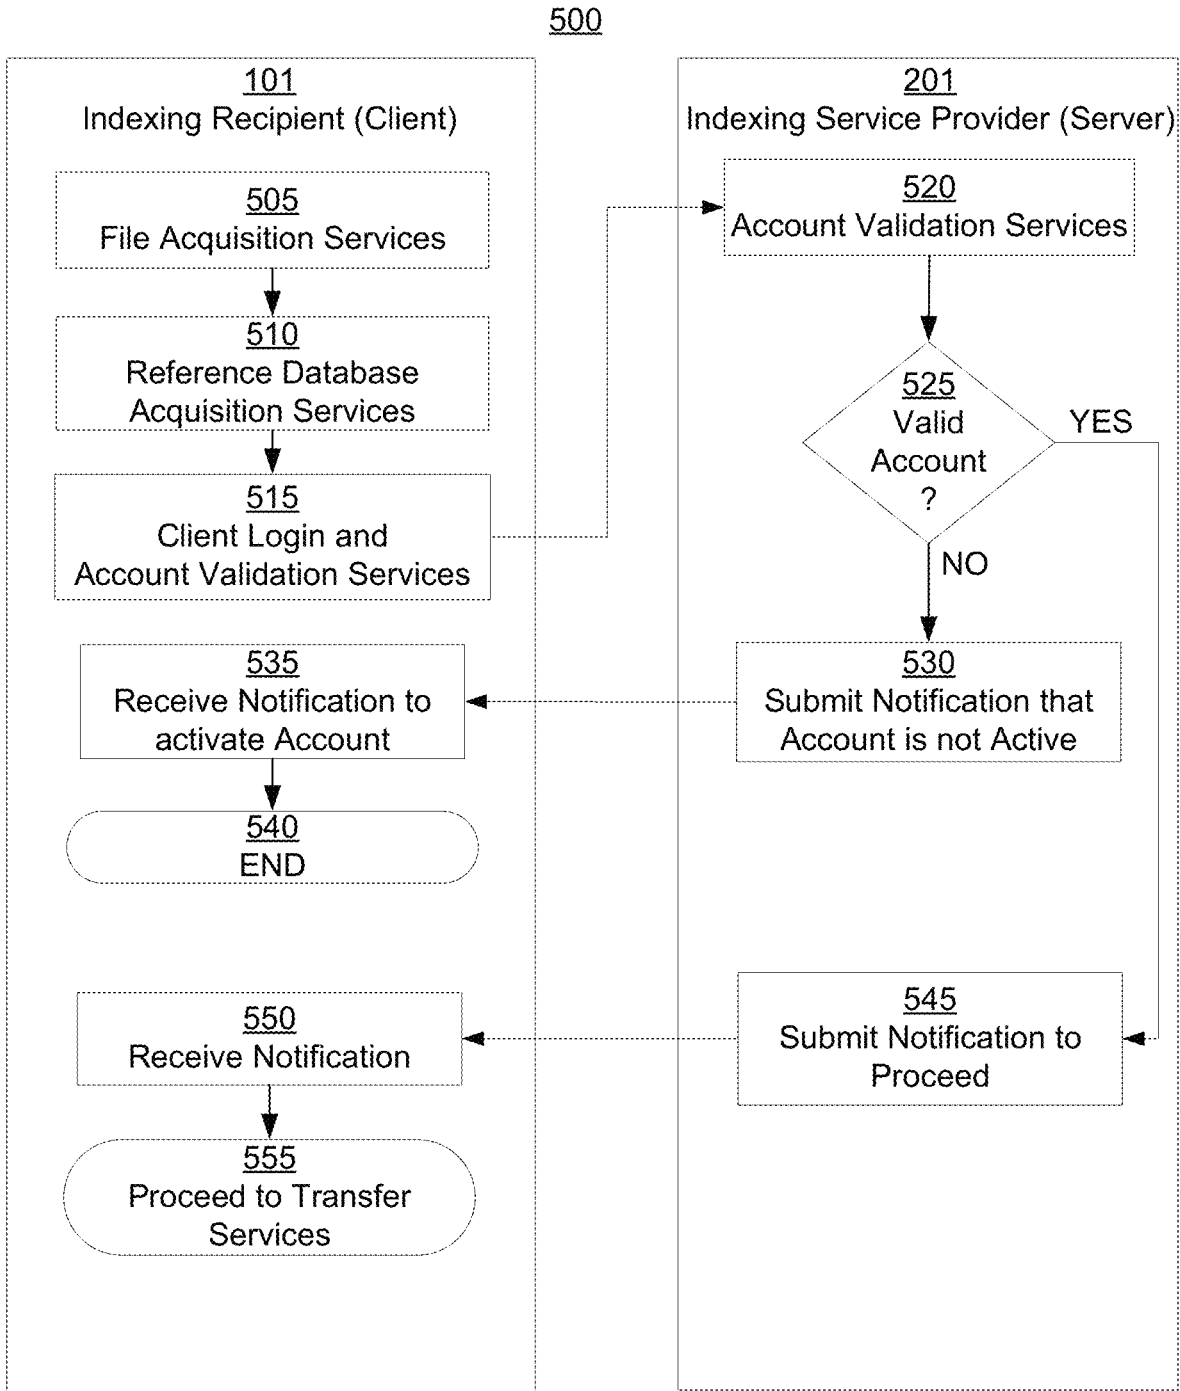 500
101
Indexing Recipient (Client)
505
File Acquisition Services
510
Reference Database
Acquisition Services
515
Client Login and
Account Validation Services
535
Receive Notification to
activate Account
540
END
550
Receive Notification
555
Proceed to Transfer
Services
201
Indexing Service Provider (Server)
520
Account Validation Services
525
Valid
Account
?
YES
NO
530
Submit Notification that
Account is not Active
545
Submit Notification to
Proceed